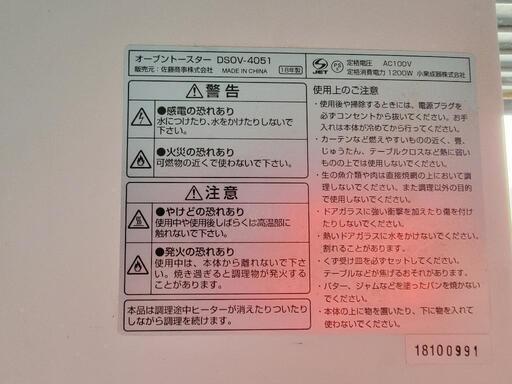 オーブントースター DSOV-4051
販売元：佐藤商事株式会社 MADE IN CHINA 18年製
JET
PS
E
定格電圧 AC100V
定格消費電力 1200W 小泉成器株式会社
警告
●感電の恐れあり
水につけたり、水をかけたりしないで
下さい。
●火災の恐れあり
可燃物の近くで使わないで下さい。
注意
●やけどの恐れあり
使用中や使用後しばらくは高温部に
触れないで下さい。
●発火の恐れあり
使用中は、本体から離れないで下さ
い。焼き過ぎると調理物が発火する
ことがあります。
本品は調理途中ヒーターが消えたりついたり
しながら調理を続けます。
使用上のご注意
・使用後や掃除するときには、電源プラグを
必ずコンセントから抜いてください。お手
入れは本体が冷めてから行って下さい。
・カーテンなど燃えやすいものの近く、畳、
じゅうたん、テーブルクロスなど熱に弱い
ものの上では使用しないで下さい。
・生の魚介類や肉は直接焼網の上において調
理しないで下さい。また調理以外の目的
で使用しないで下さい。
・ドアガラスに強い衝撃を加えたり傷を付け
たりしないで下さい。
・熱いドアガラスに水をかけないで下さい。
割れることがあります。
・くず受け皿を必ずセットしてください。
テーブルなどが焦げるおそれがあります。
・バター、ジャムなどを塗ったパンを焼かない
でください。
・本体の上に物を置いたり、下に物を入れて
使わないでください。
18100991